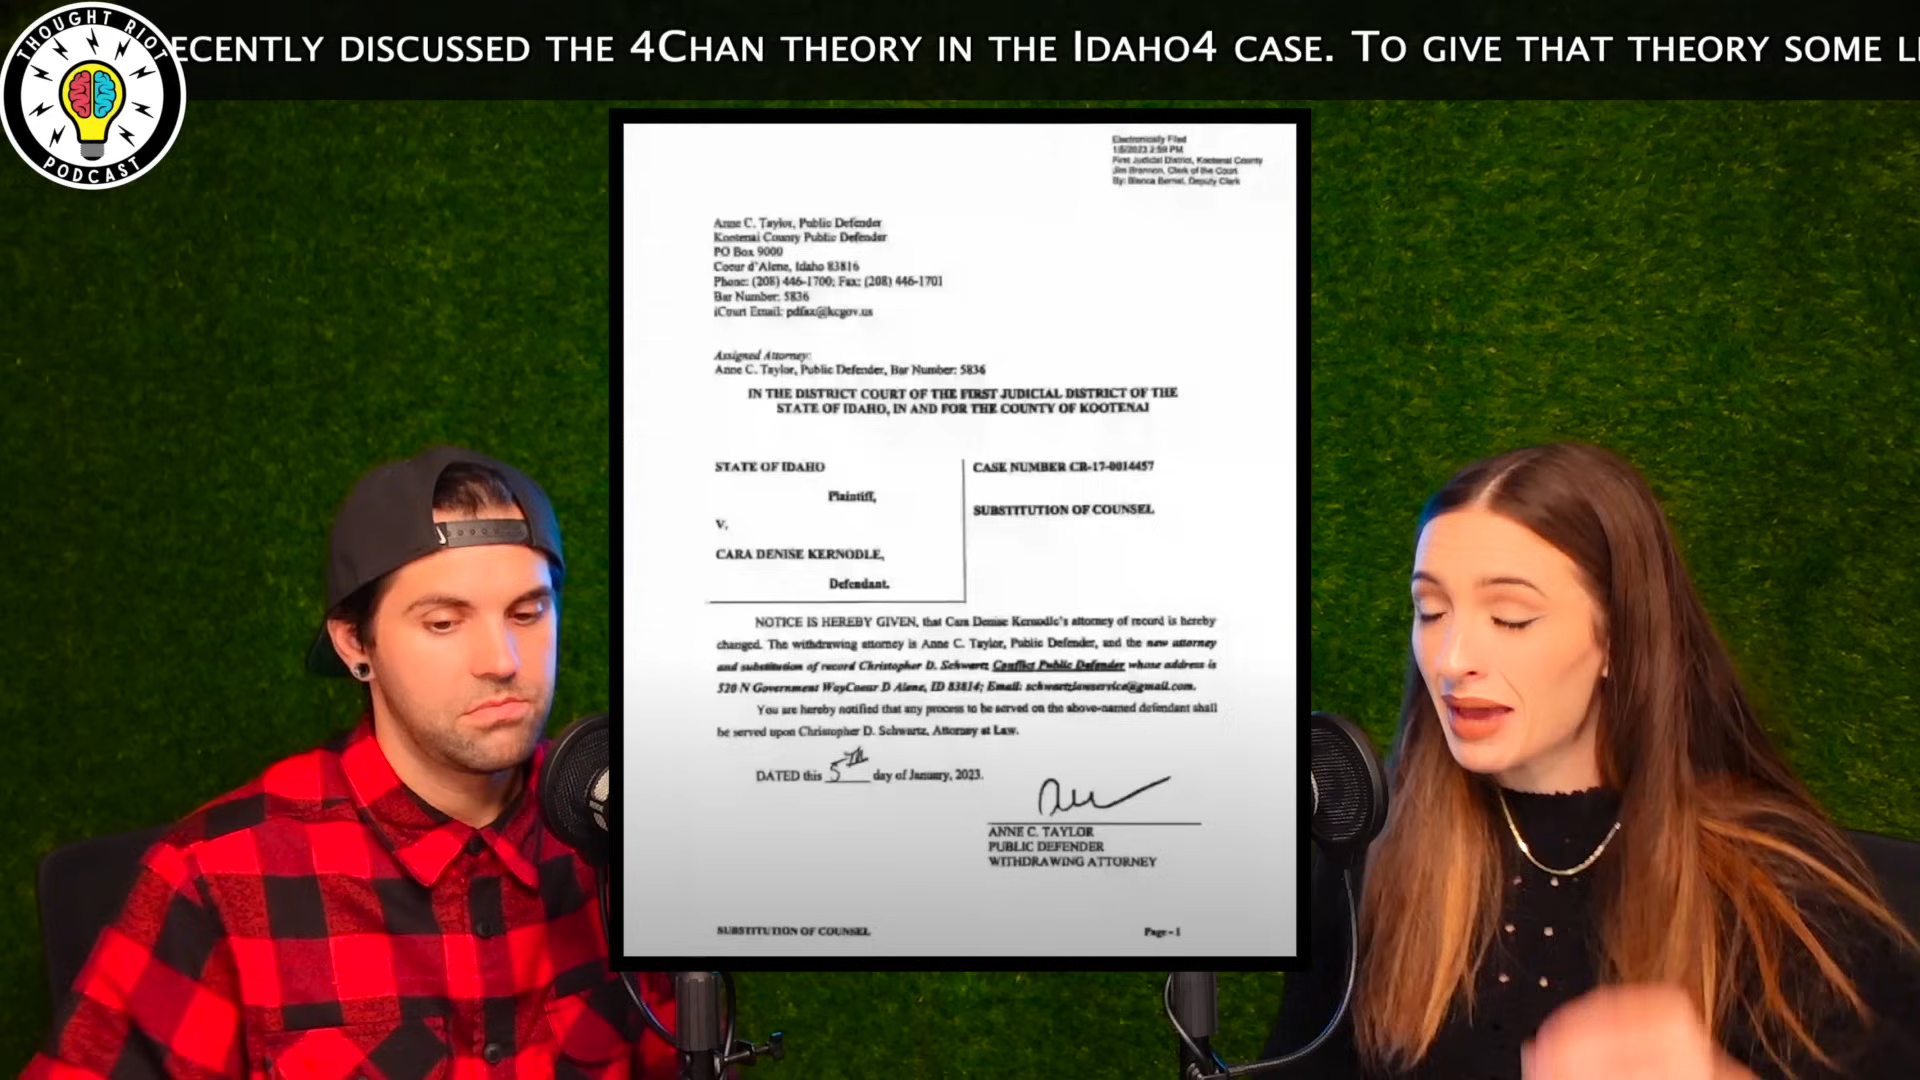 THOUGHT RIOT
PODCAST
ECENTLY DISCUSSED THE 4CHAN THEORY IN THE IDAHO4 CASE. TO GIVE THAT THEORY SOME LI
Electronically Filed
1/5/2023 2:59 PM
First Judicial District, Kootenai County
Jim Brannon, Clerk of the Court
By: Bianca Bernal, Deputy Clerk
Anne C. Taylor, Public Defender
Kootenai County Public Defender
PO Box 9000
Coeur d'Alene, Idaho 83816
Phone: (208) 446-1700; Fax: (208) 446-1701
Bar Number: 5836
iCourt Email: pdfax@kcgov.us
Assigned Attorney:
Anne C. Taylor, Public Defender, Bar Number: 5836
IN THE DISTRICT COURT OF THE FIRST JUDICIAL DISTRICT OF THE
STATE OF IDAHO, IN AND FOR THE COUNTY OF KOOTENAI
STATE OF IDAHO
Plaintiff,
V.
CARA DENISE KERNODLE,
Defendant.
CASE NUMBER CR-17-0014457
SUBSTITUTION OF COUNSEL
NOTICE IS HEREBY GIVEN, that Cara Denise Kernodle's attorney of record is hereby
changed. The withdrawing attorney is Anne C. Taylor, Public Defender, and the new attorney
and substitution of record Christopher D. Schwartz Conflict Public Defender whose address is
520 N Government WayCoeur D Alene, ID 83814; Email: schwartzlawservice@gmail.com.
You are hereby notified that any process to be served on the above-named defendant shall
be served upon Christopher D. Schwartz, Attorney at Law.
DATED this 5th day of January, 2023.
ANNE C. TAYLOR
PUBLIC DEFENDER
WITHDRAWING ATTORNEY
SUBSTITUTION OF COUNSEL
Page - 1